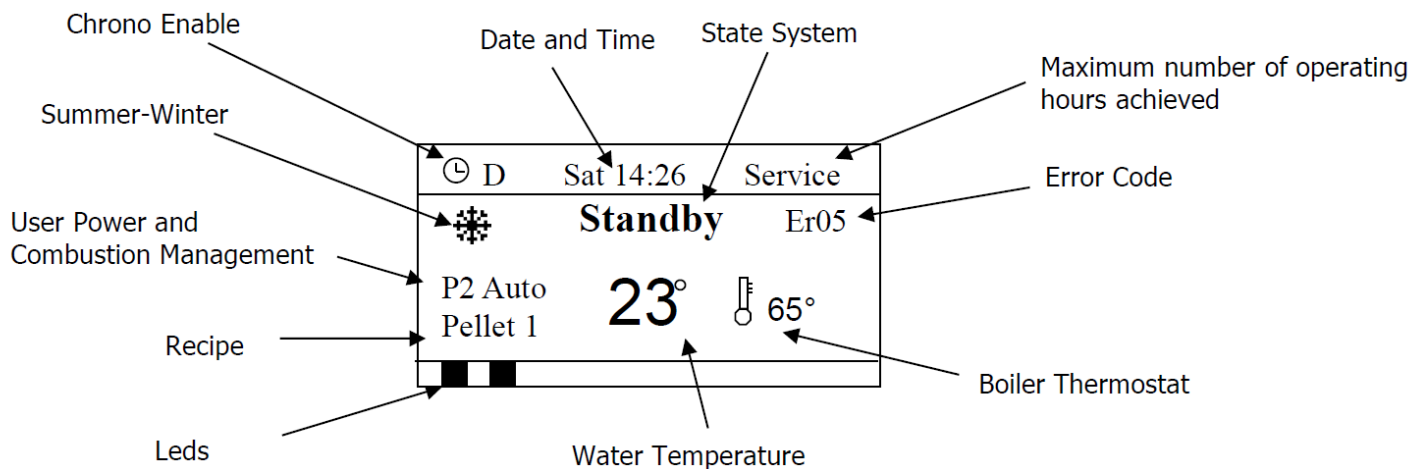 Chrono Enable
Date and Time
State System
Maximum number of operating
hours achieved
Summer-Winter
Error Code
D Sat 14:26 Service
Standby Er05
User Power and
Combustion Management
P2 Auto
23° 65°
Pellet 1
Recipe
Boiler Thermostat
Leds
Water Temperature